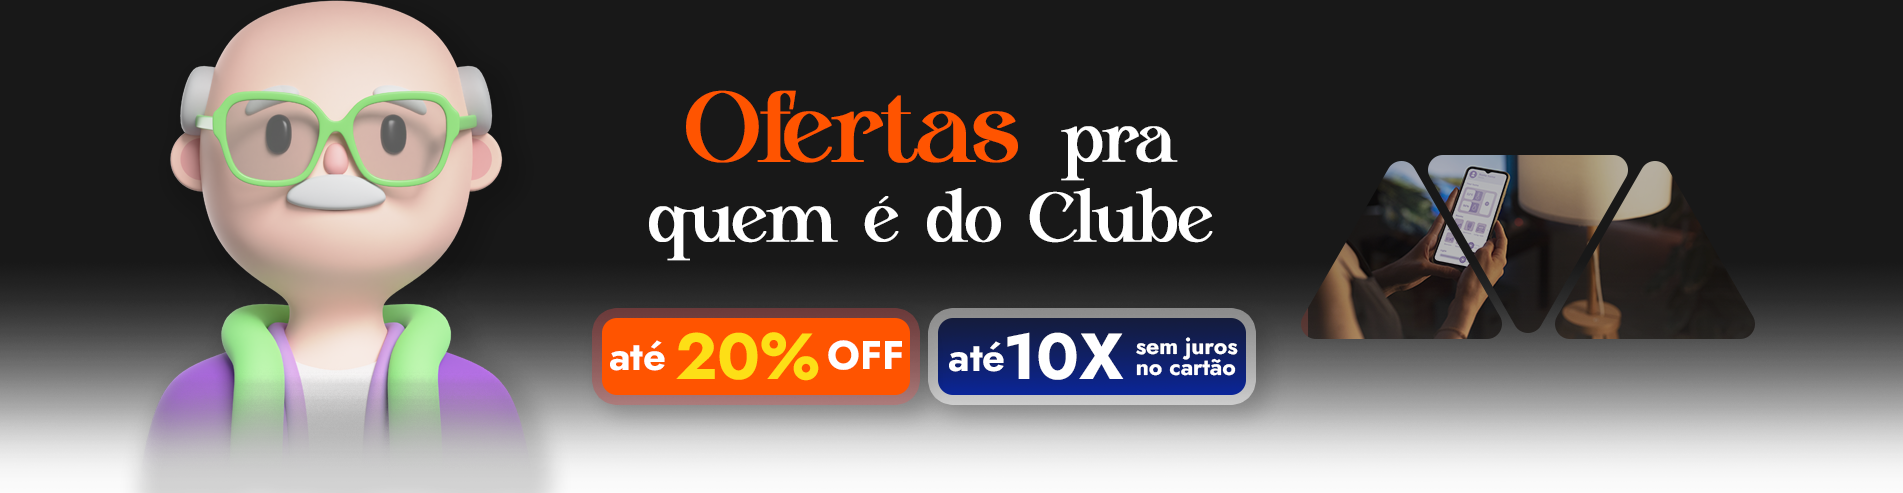 Ofertas pra
quem é do Clube
até 20% OFF
até 10X sem juros
no cartão